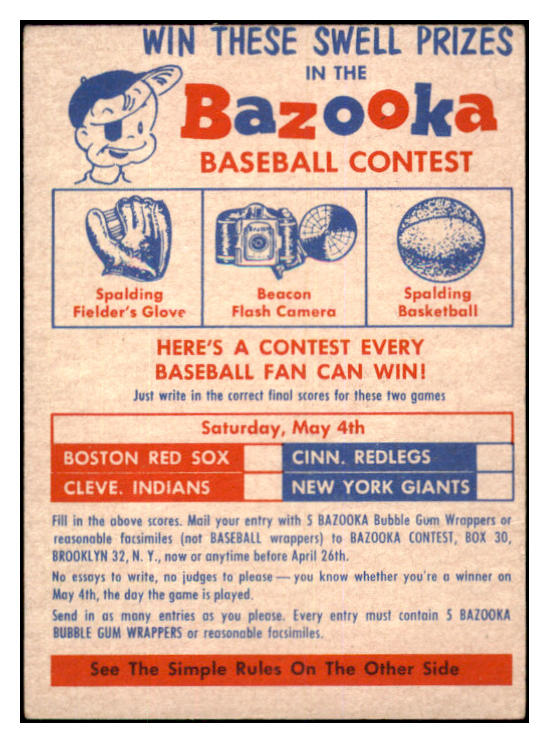 WIN THESE SWELL PRIZES
IN THE
Bazooka
BASEBALL CONTEST
Spalding
Fielder's Glove
Beacon
Flash Camera
Spalding
Basketball
HERE'S A CONTEST EVERY
BASEBALL FAN CAN WIN!
Just write in the correct final scores for these two games
Saturday, May 4th
BOSTON RED SOX
CLEVE. INDIANS
CINN. REDLEGS
NEW YORK GIANTS
Fill in the above scores. Mail your entry with 5 BAZOOKA Bubble Gum Wrappers or
reasonable facsimiles (not BASEBALL wrappers) to BAZOOKA CONTEST, BOX 30,
BROOKLYN 32, N. Y., now or anytime before April 26th.
No essays to write, no judges to please — you know whether you're a winner on
May 4th, the day the game is played.
Send in as many entries as you please. Every entry must contain 5 BAZOOKA
BUBBLE GUM WRAPPERS or reasonable facsimiles.
See The Simple Rules On The Other Side